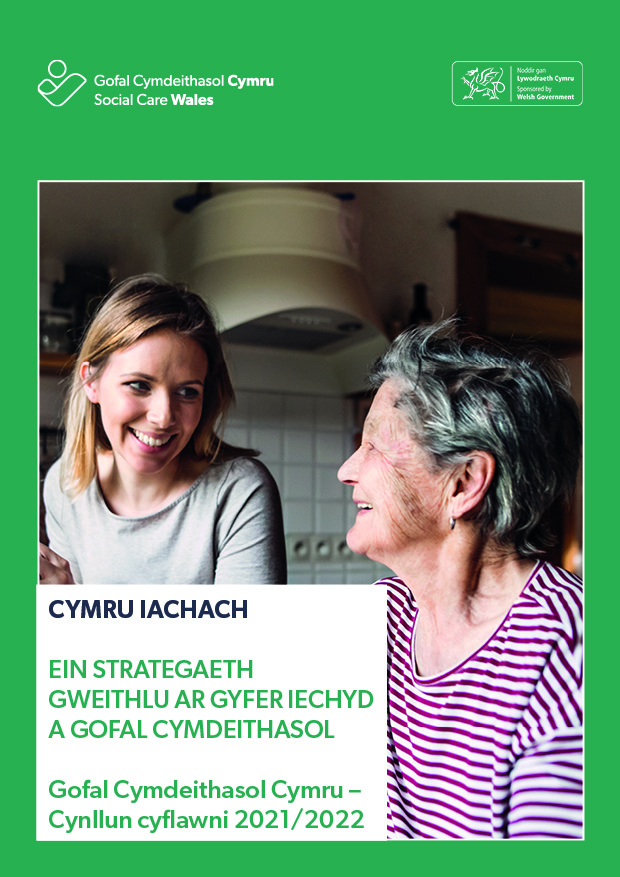 Gofal Cymdeithasol Cymru
Social Care Wales
Noddir gan
Lywodraeth Cymru
Sponsored by
Welsh Government
CYMRU IACHACH
EIN STRATEGAETH
GWEITHLU AR GYFER IECHYD
A GOFAL CYMDEITHASOL
Gofal Cymdeithasol Cymru –
Cynllun cyflawni 2021/2022